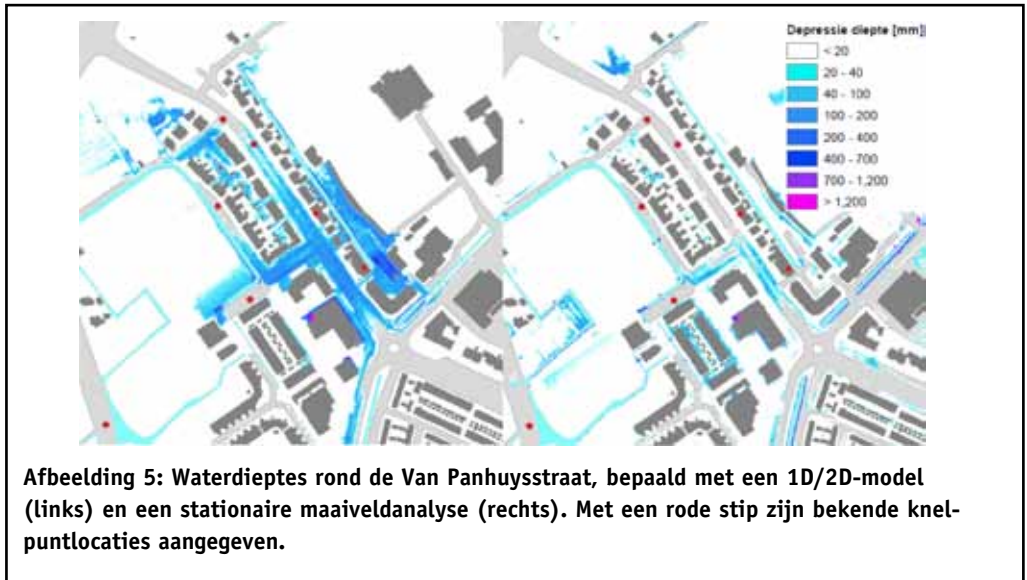 Depressie diepte [mm]
< 20
20 - 40
40 - 100
100 - 200
200 - 400
400 - 700
700 - 1,200
> 1,200
Afbeelding 5: Waterdieptes rond de Van Panhuysstraat, bepaald met een 1D/2D-model
(links) en een stationaire maaiveldanalyse (rechts). Met een rode stip zijn bekende knel-
puntlocaties aangegeven.